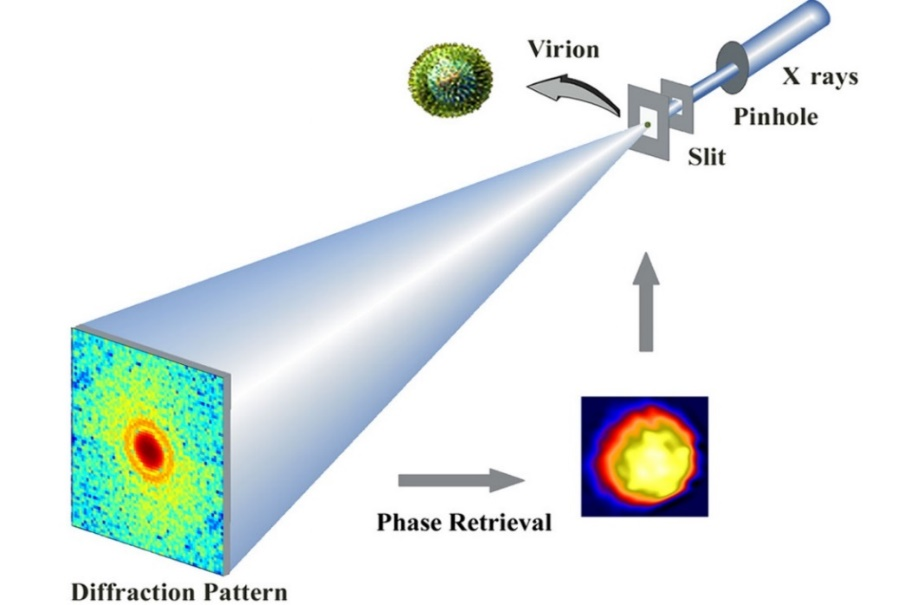 Virion
X rays
Pinhole
Slit
Phase Retrieval
Diffraction Pattern